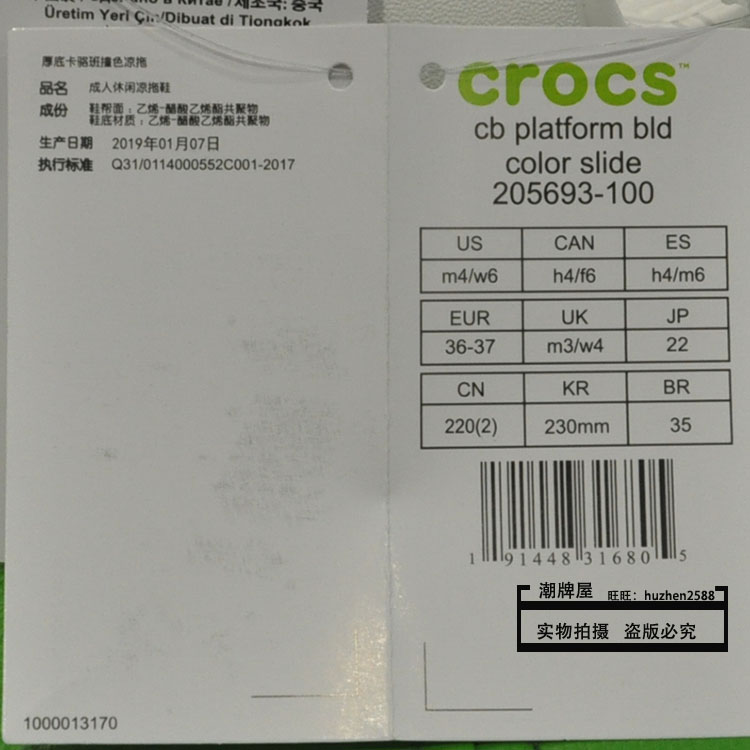 중국
Üretim Yeri Çin/Dibuat di Tiongkok
厚底卡骆班撞色凉拖
品名 成人休闲凉拖鞋
成份 鞋帮面：乙烯-醋酸乙烯酯共聚物
鞋底材质：乙烯-醋酸乙烯酯共聚物
生产日期 2019年01月07日
执行标准 Q31/0114000552C001-2017
1000013170
crocs™
cb platform bld
color slide
205693-100
US CAN ES
m4/w6 h4/f6 h4/m6
EUR UK JP
36-37 m3/w4 22
CN KR BR
220(2) 230mm 35
1 91448 31680 5
潮牌屋 旺旺：huzhen2588
实物拍摄 盗版必究